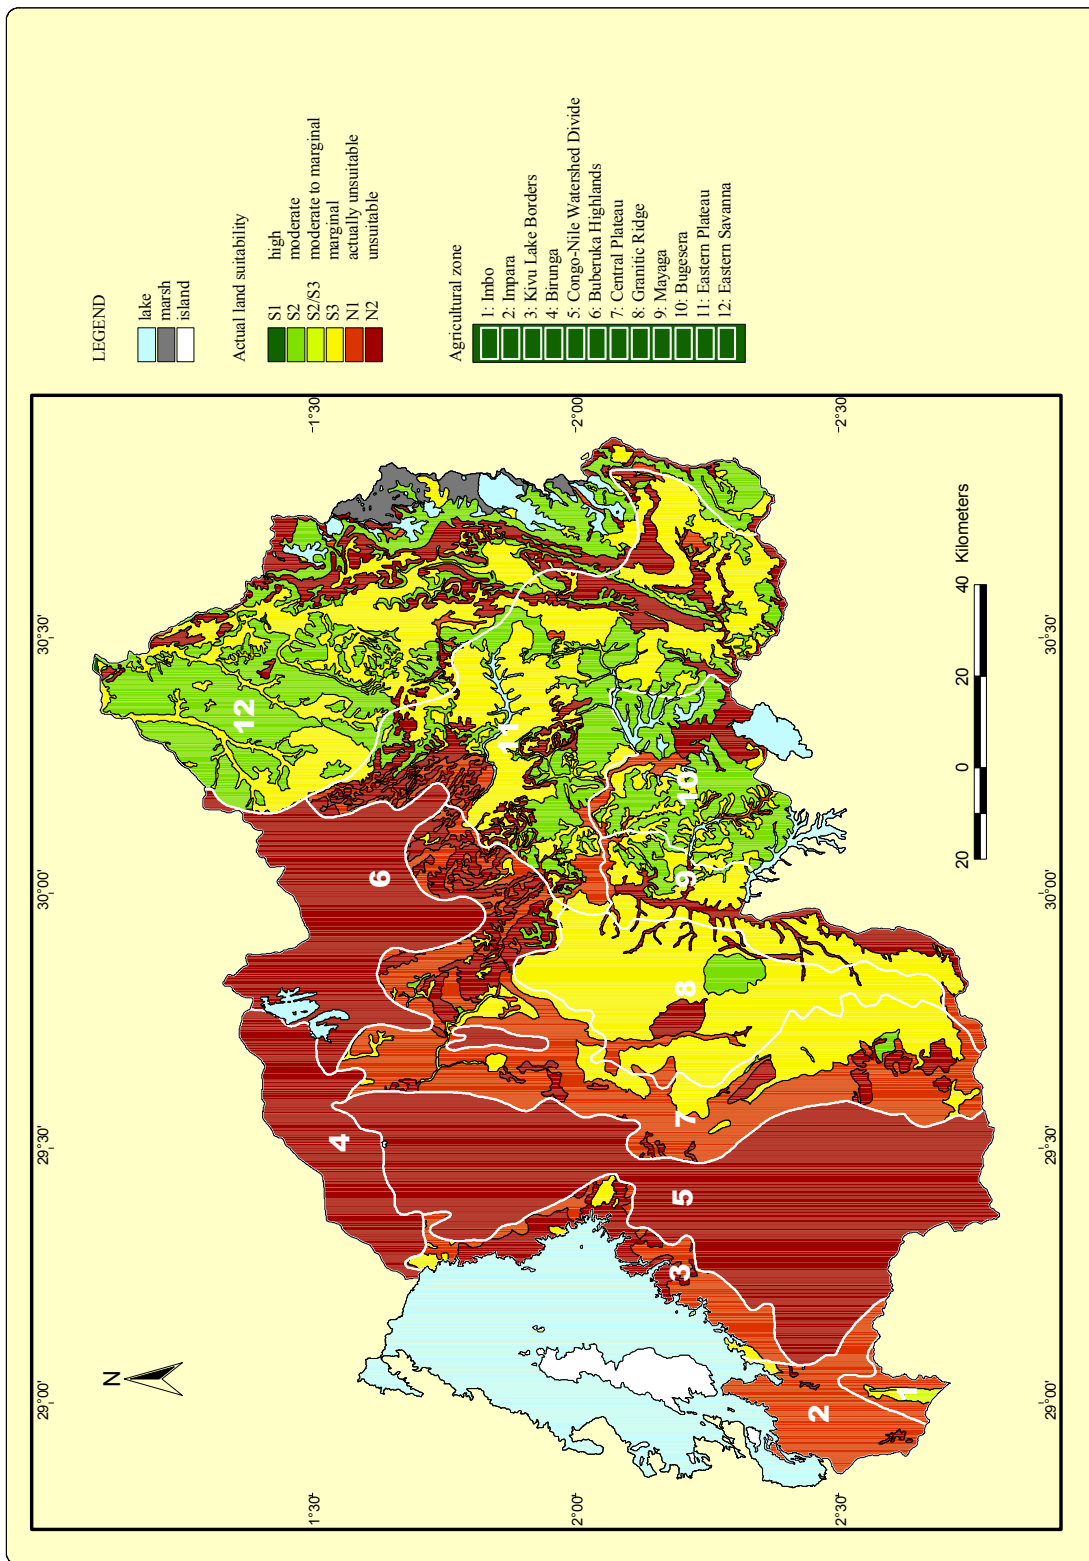 29°00'
29°30'
30°00'
30°30'
N
1°30'
1°30'
2°00'
2°00'
2°30'
2°30'
12
6
4
11
10
9
8
7
5
3
2
1
20 0 20 40 Kilometers
LEGEND
lake
marsh
island
Actual land suitability
S1 high
S2 moderate
S2/S3 moderate to marginal
S3 marginal
N1 actually unsuitable
N2 unsuitable
Agricultural zone
1: Imbo
2: Impara
3: Kivu Lake Borders
4: Birunga
5: Congo-Nile Watershed Divide
6: Buberuka Highlands
7: Central Plateau
8: Granitic Ridge
9: Mayaga
10: Bugesera
11: Eastern Plateau
12: Eastern Savanna